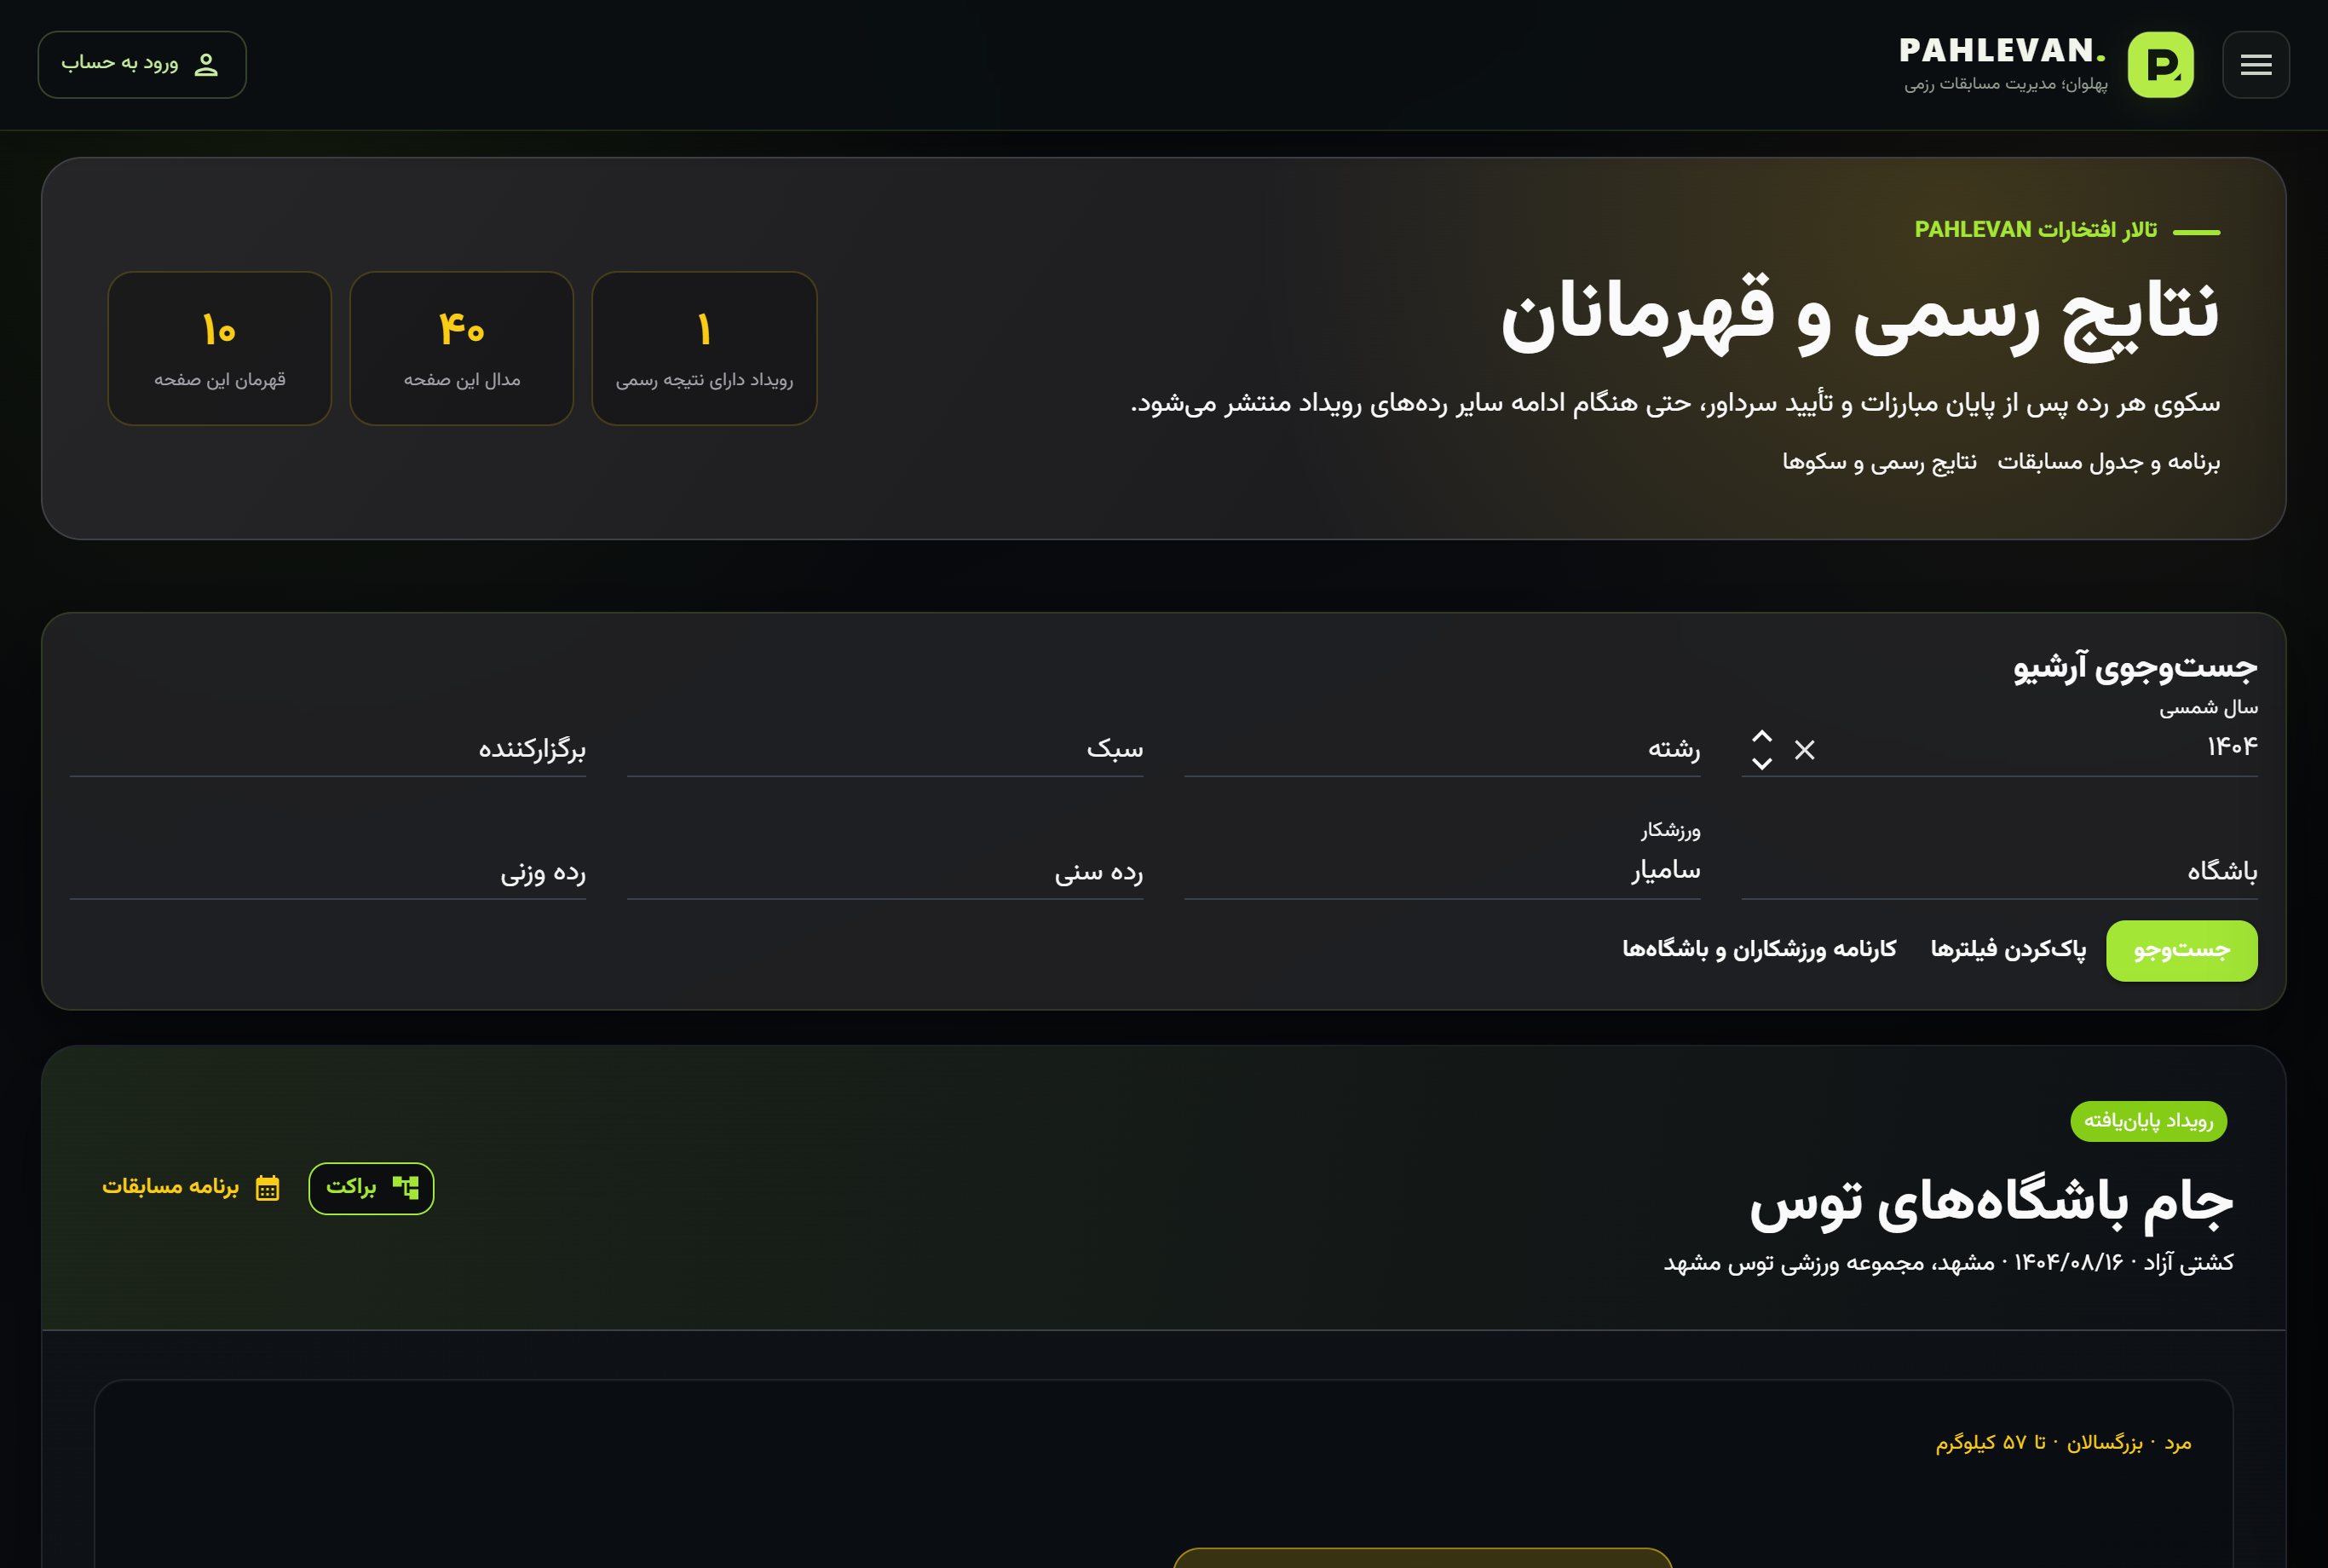 PAHLEVAN.
پهلوان؛ مدیریت مسابقات رزمی
ورود به حساب
تالار افتخارات PAHLEVAN
نتایج رسمی و قهرمانان
سکوی هر رده پس از پایان مبارزات و تأیید سرداور، حتی هنگام ادامه سایر رده‌های رویداد منتشر می‌شود.
برنامه و جدول مسابقات
نتایج رسمی و سکوها
۱
رویداد دارای نتیجه رسمی
۴۰
مدال این صفحه
۱۰
قهرمان این صفحه
جست‌وجوی آرشیو
سال شمسی
۱۴۰۴
رشته
سبک
برگزارکننده
باشگاه
ورزشکار
سامیار
رده سنی
رده وزنی
جست‌وجو
پاک‌کردن فیلترها
کارنامه ورزشکاران و باشگاه‌ها
رویداد پایان‌یافته
جام باشگاه‌های توس
کشتی آزاد · ۱۴۰۴/۰۸/۱۶ · مشهد، مجموعه ورزشی توس مشهد
براکت
برنامه مسابقات
مرد · بزرگسالان · تا ۵۷ کیلوگرم